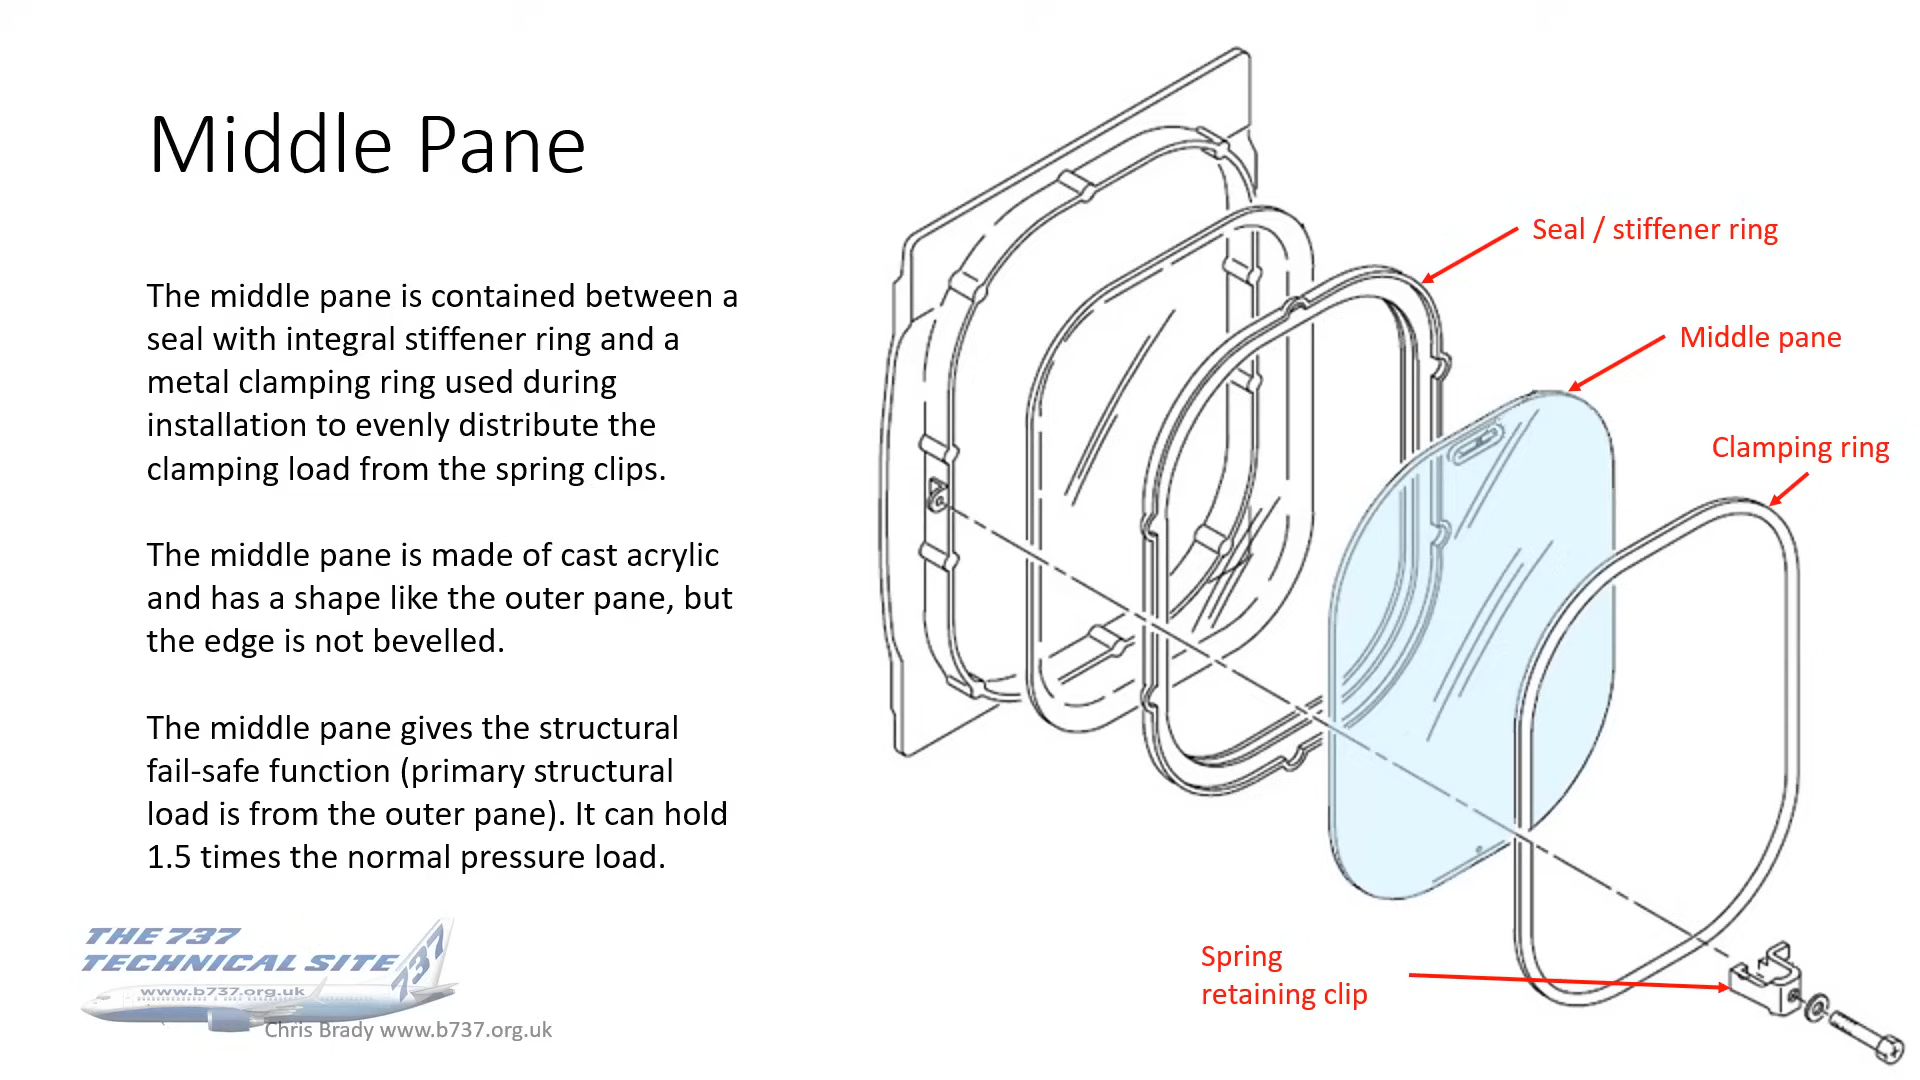 Middle Pane
The middle pane is contained between a
seal with integral stiffener ring and a
metal clamping ring used during
installation to evenly distribute the
clamping load from the spring clips.
The middle pane is made of cast acrylic
and has a shape like the outer pane, but
the edge is not bevelled.
The middle pane gives the structural
fail-safe function (primary structural
load is from the outer pane). It can hold
1.5 times the normal pressure load.
Seal / stiffener ring
Middle pane
Clamping ring
Spring
retaining clip
THE 737
TECHNICAL SITE
737
www.b737.org.uk
Chris Brady www.b737.org.uk